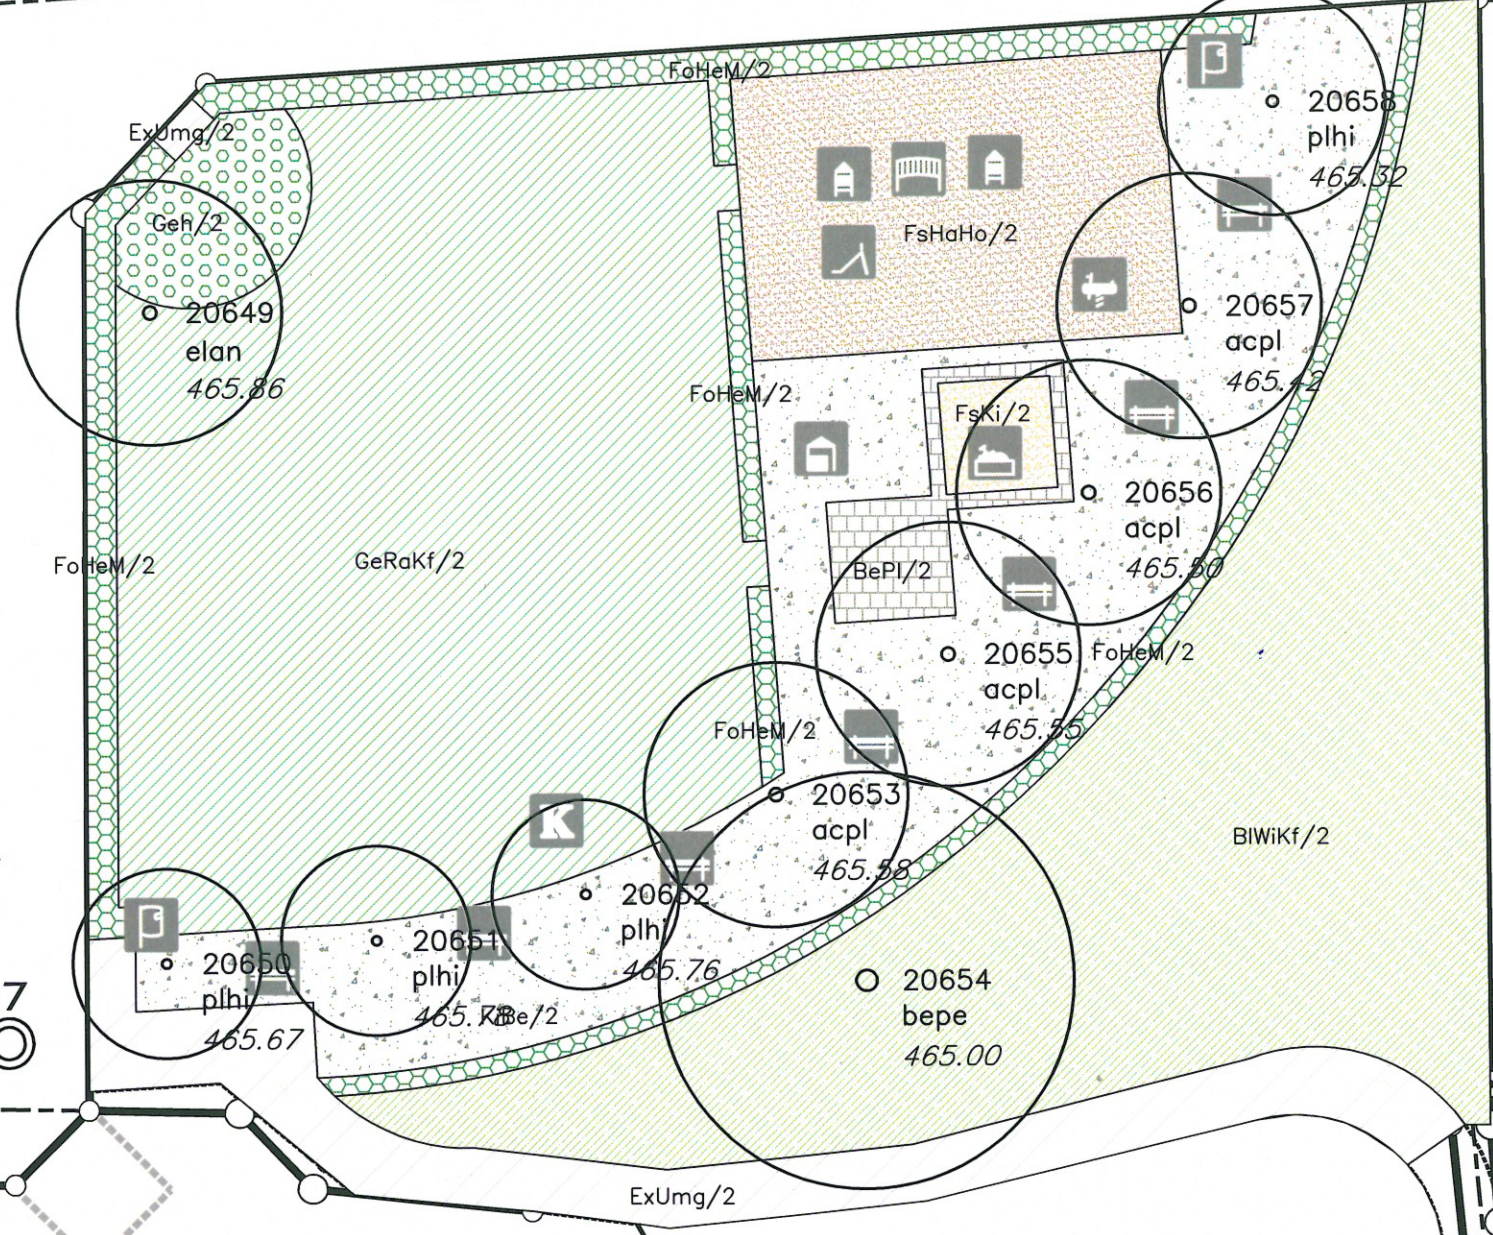 FoHeM/2
20658
plhi
465.32
ExUmg/2
Geh/2
FsHaHo/2
20649
elan
465.86
20657
acpl
465.42
FoHeM/2
FsKi/2
20656
acpl
465.50
FoHeM/2
GeRaKf/2
BePl/2
20655
acpl
465.55
FoHeM/2
FoHeM/2
20653
acpl
465.58
BlWiKf/2
K
20652
plhi
465.76
20651
plhi
20650
plhi
465.67
20654
bepe
465.00
7
ExUmg/2